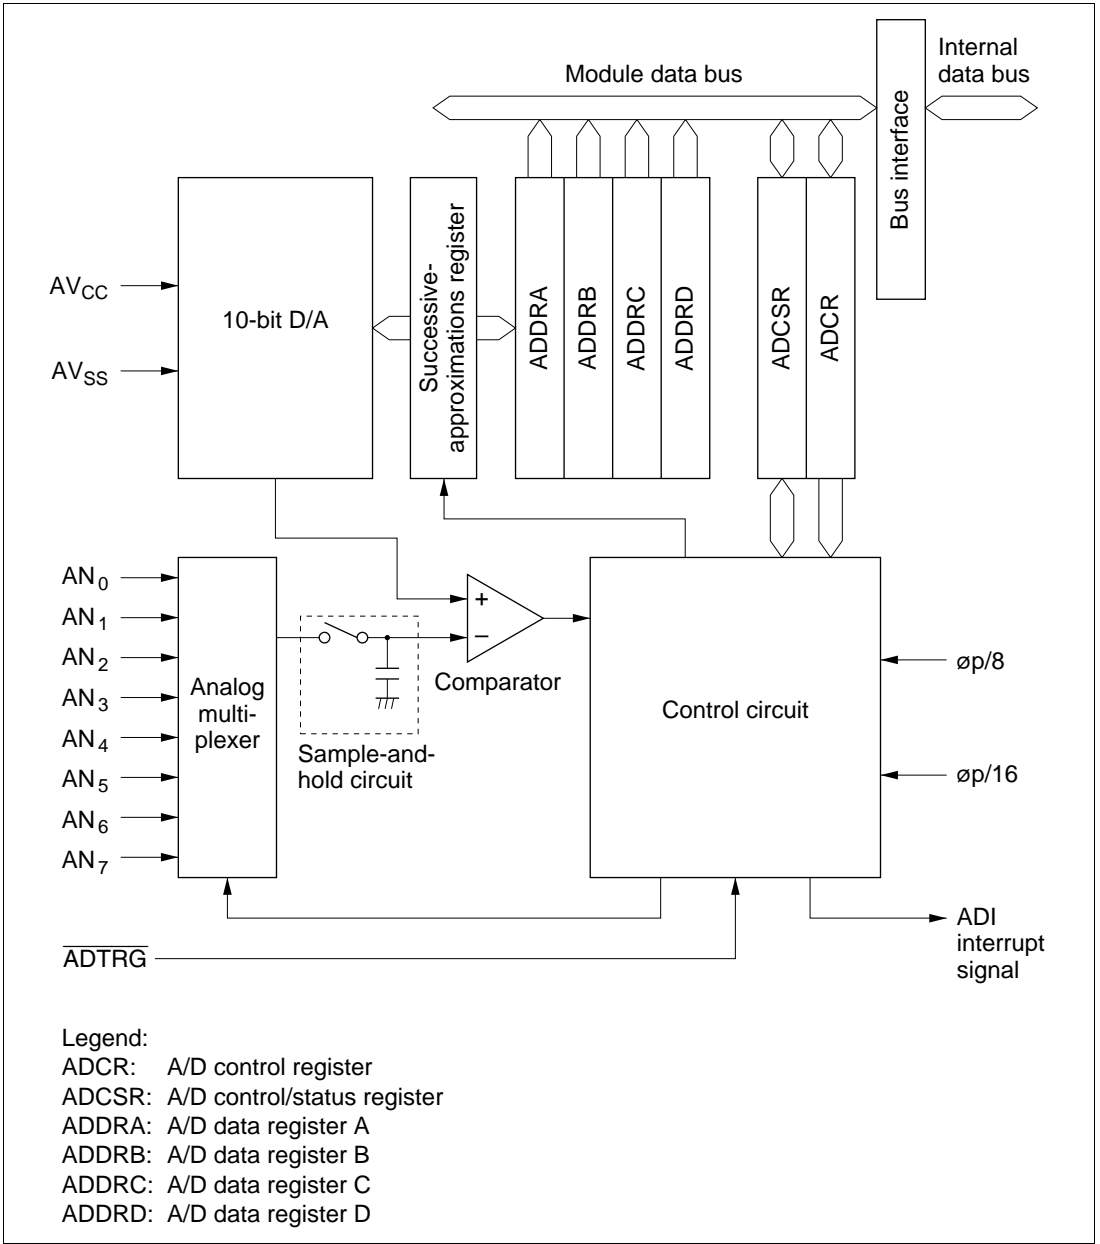 Module data bus
Internal
data bus
Bus interface
AVCC
AVSS
10-bit D/A
Successive-
approximations register
ADDRA
ADDRB
ADDRC
ADDRD
ADCSR
ADCR
AN0
AN1
AN2
AN3
AN4
AN5
AN6
AN7
Analog
multi-
plexer
Sample-and-
hold circuit
+
−
Comparator
Control circuit
øp/8
øp/16
ADTRG
ADI
interrupt
signal
Legend:
ADCR: A/D control register
ADCSR: A/D control/status register
ADDRA: A/D data register A
ADDRB: A/D data register B
ADDRC: A/D data register C
ADDRD: A/D data register D